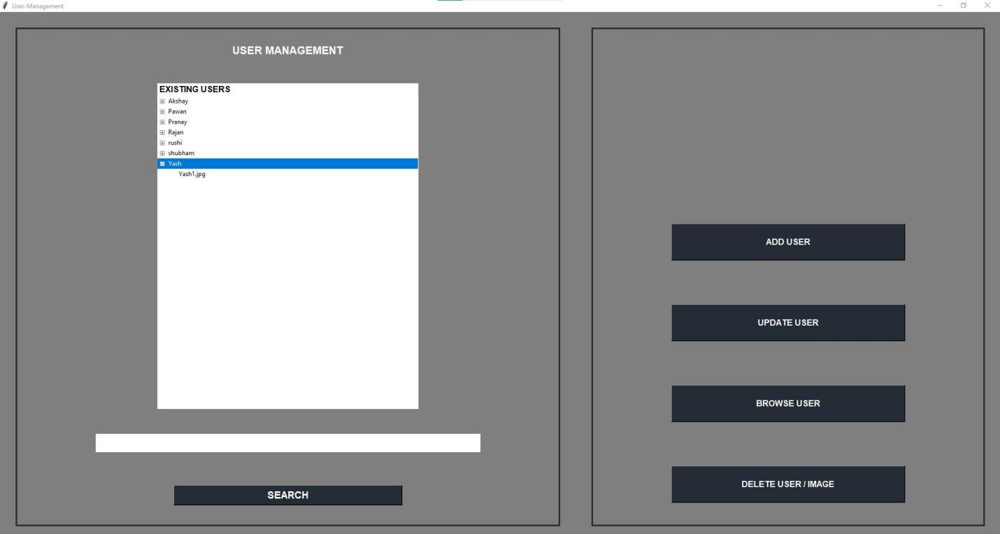 User-Management
USER MANAGEMENT
EXISTING USERS
Akshay
Pawan
Pranay
Rajan
rushi
shubham
Yash
Yash1.jpg
SEARCH
ADD USER
UPDATE USER
BROWSE USER
DELETE USER / IMAGE